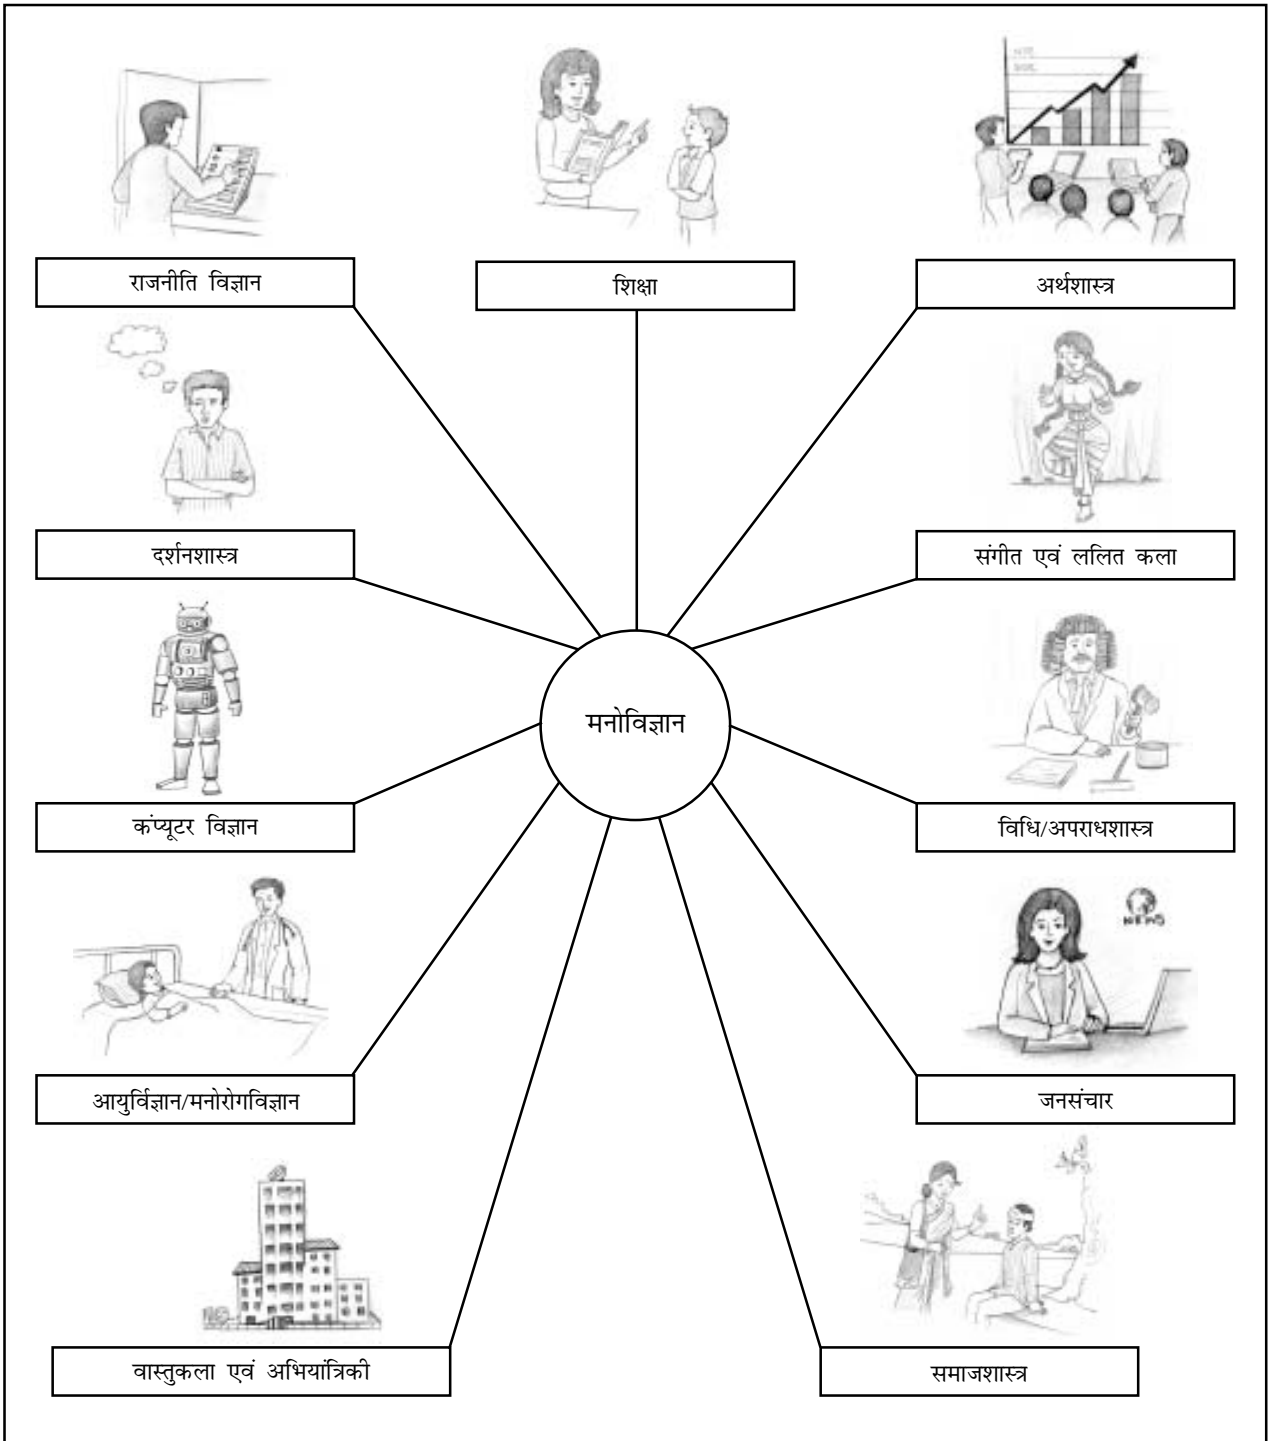 राजनीति विज्ञान
शिक्षा
अर्थशास्त्र
दर्शनशास्त्र
संगीत एवं ललित कला
मनोविज्ञान
कंप्यूटर विज्ञान
विधि/अपराधशास्त्र
NEWS
आयुर्विज्ञान/मनोरोगविज्ञान
जनसंचार
वास्तुकला एवं अभियांत्रिकी
समाजशास्त्र